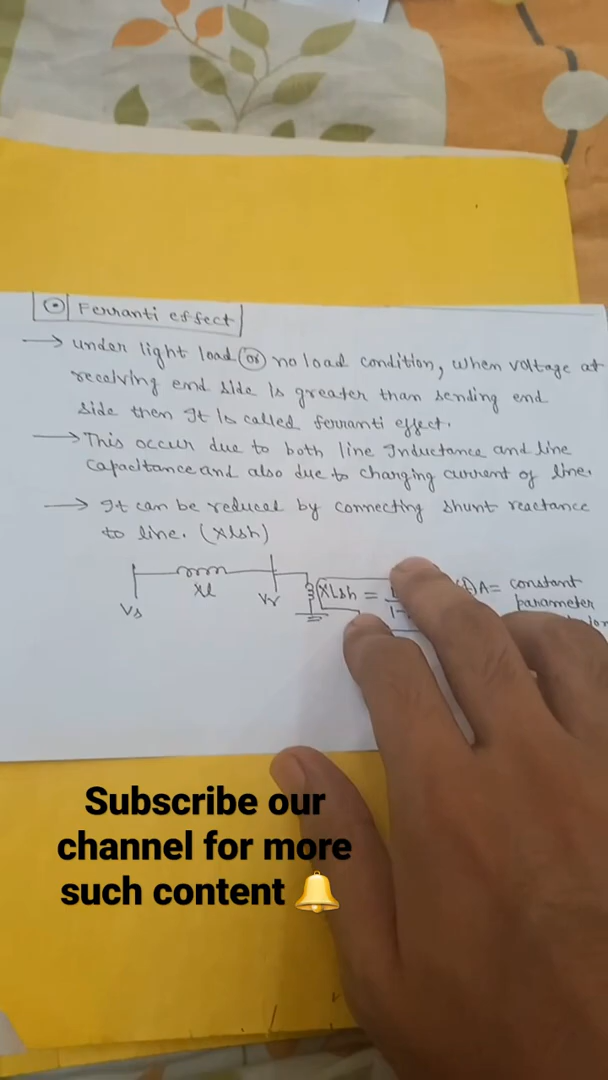 Ferranti effect
→ under light load (or) no load condition, when voltage at
receiving end side is greater than sending end
side then It is called ferranti effect.
→ This occur due to both line Inductance and line
Capacitance and also due to charging current of line.
→ It can be reduced by connecting shunt reactance
to line. (XLsh)
Vs Xl Vr XLsh = A= constant
parameter
Subscribe our
channel for more
such content 🔔